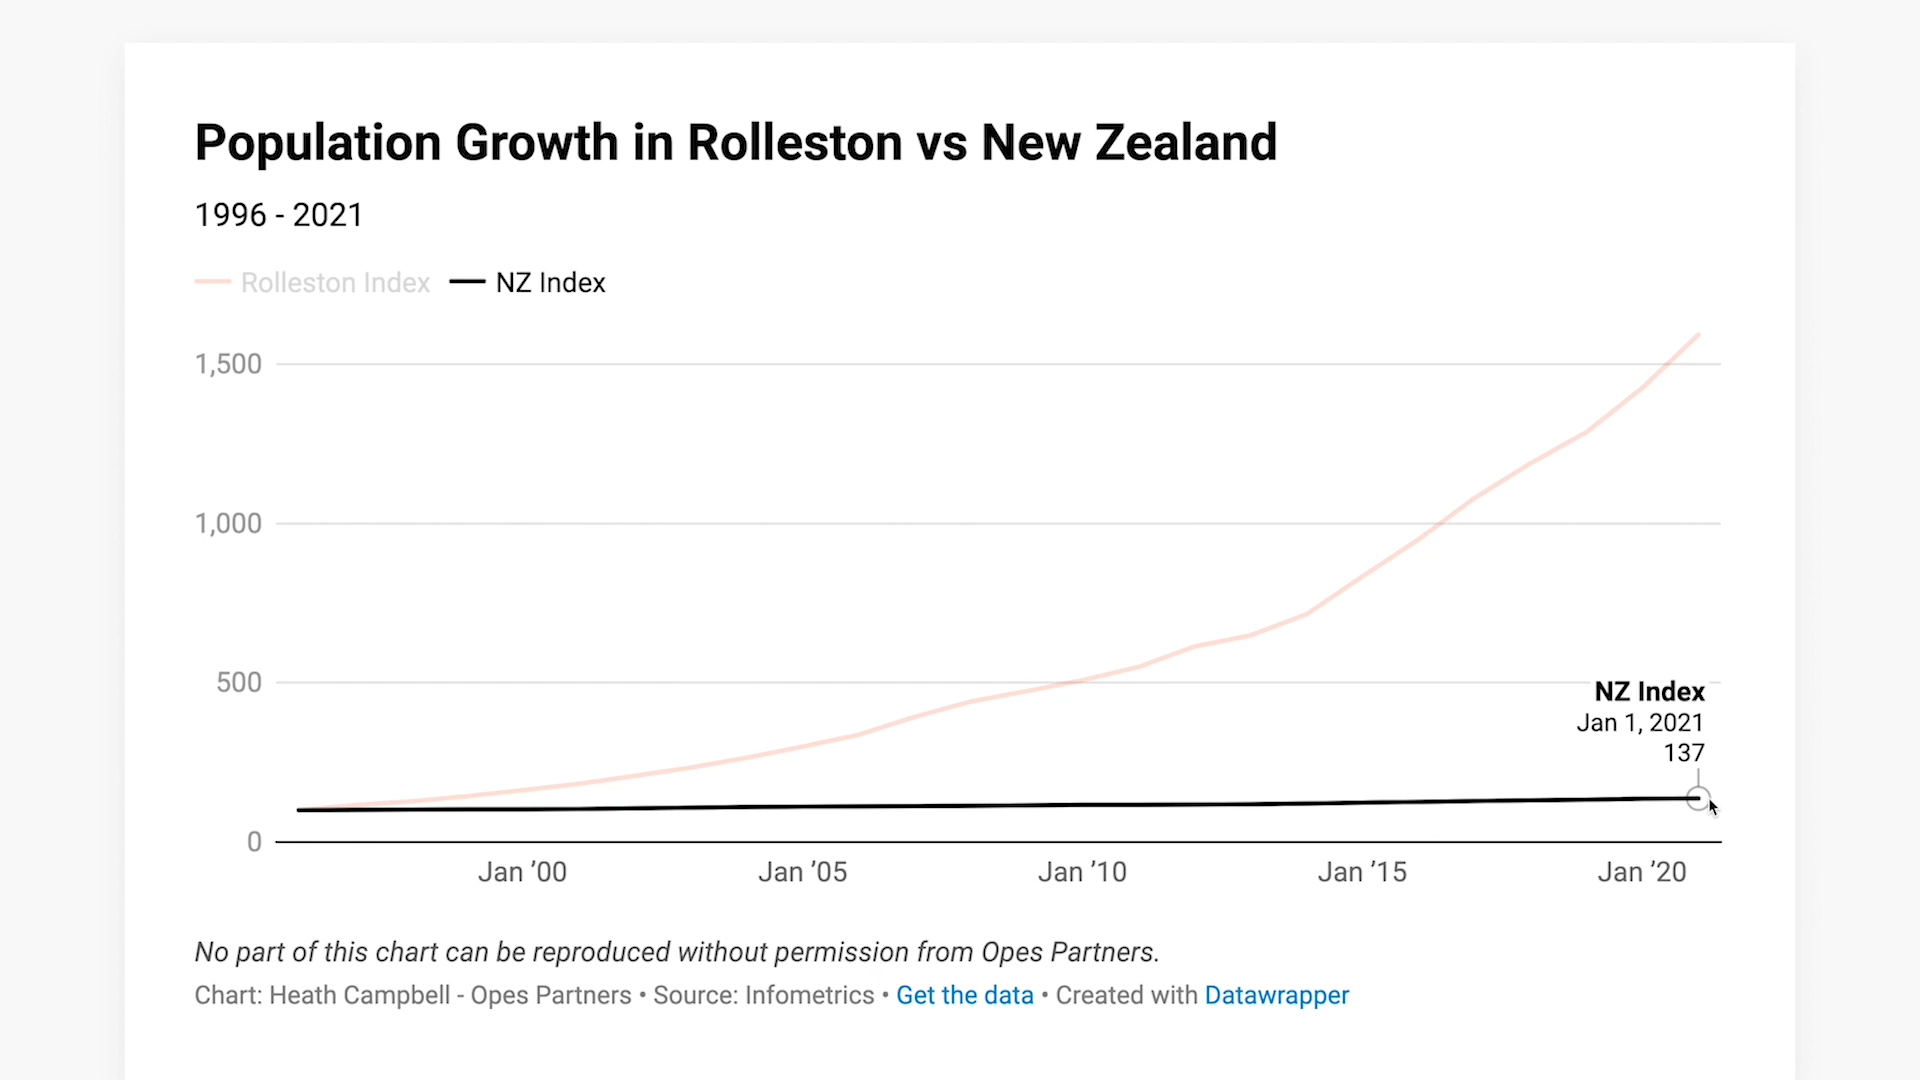 Population Growth in Rolleston vs New Zealand
1996 - 2021
Rolleston Index NZ Index
1,500
1,000
500
NZ Index
Jan 1, 2021
137
0
Jan ’00 Jan ’05 Jan ’10 Jan ’15 Jan ’20
No part of this chart can be reproduced without permission from Opes Partners.
Chart: Heath Campbell - Opes Partners • Source: Infometrics • Get the data • Created with Datawrapper